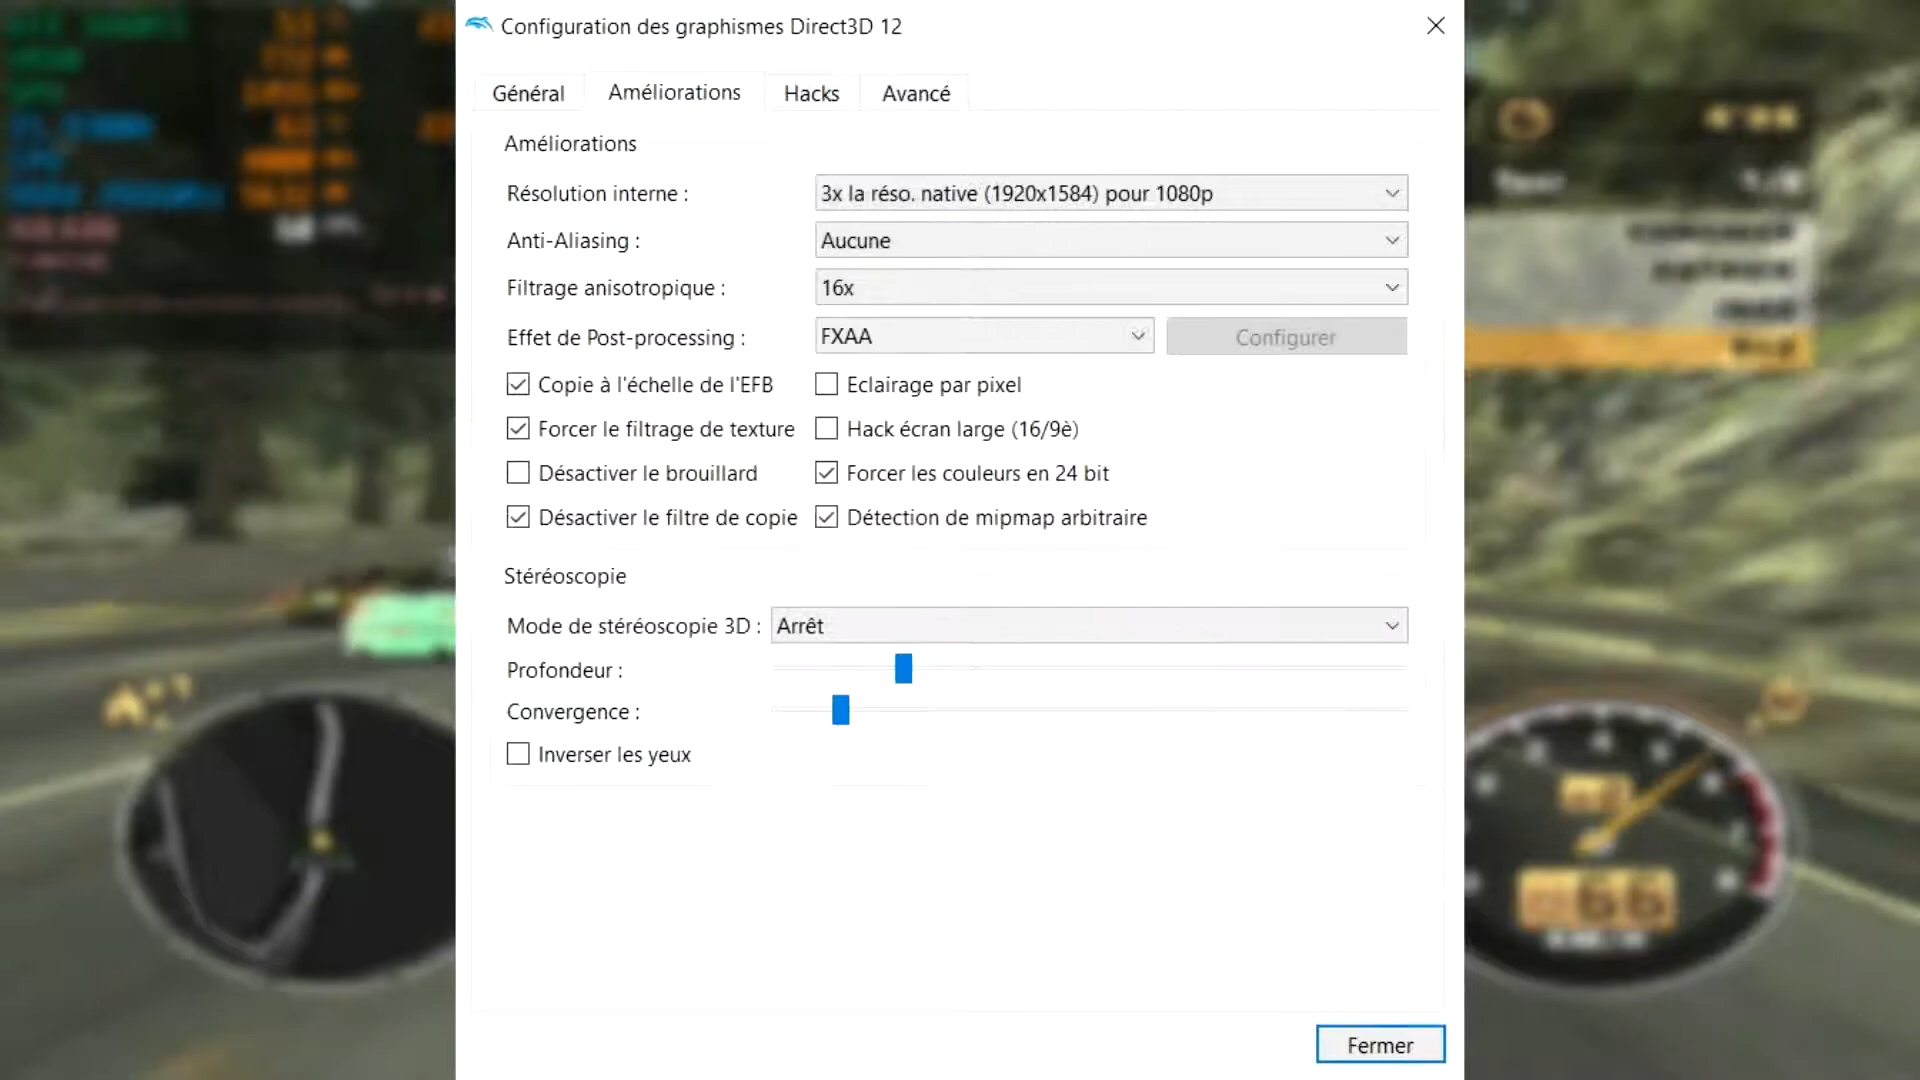 Configuration des graphismes Direct3D 12
Général Améliorations Hacks Avancé
Améliorations
Résolution interne : 3x la réso. native (1920x1584) pour 1080p
Anti-Aliasing : Aucune
Filtrage anisotropique : 16x
Effet de Post-processing : FXAA Configurer
Copie à l'échelle de l'EFB Eclairage par pixel
Forcer le filtrage de texture Hack écran large (16/9è)
Désactiver le brouillard Forcer les couleurs en 24 bit
Désactiver le filtre de copie Détection de mipmap arbitraire
Stéréoscopie
Mode de stéréoscopie 3D : Arrêt
Profondeur :
Convergence :
Inverser les yeux
Fermer